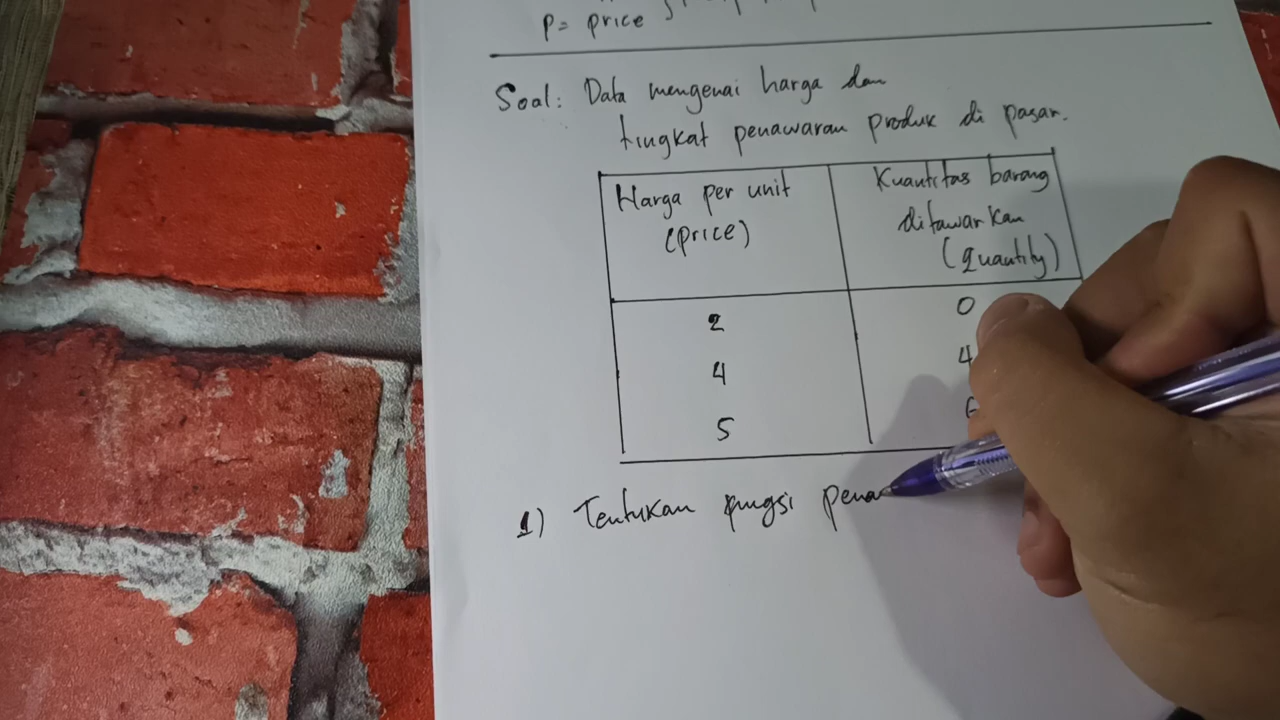 P= price
Soal: Data mengenai harga dan
tingkat penawaran produk di pasar.
Harga per unit
(price)
Kuantitas barang
ditawarkan
(quantity)
2
0
4
4
5
1) Tentukan fungsi pena